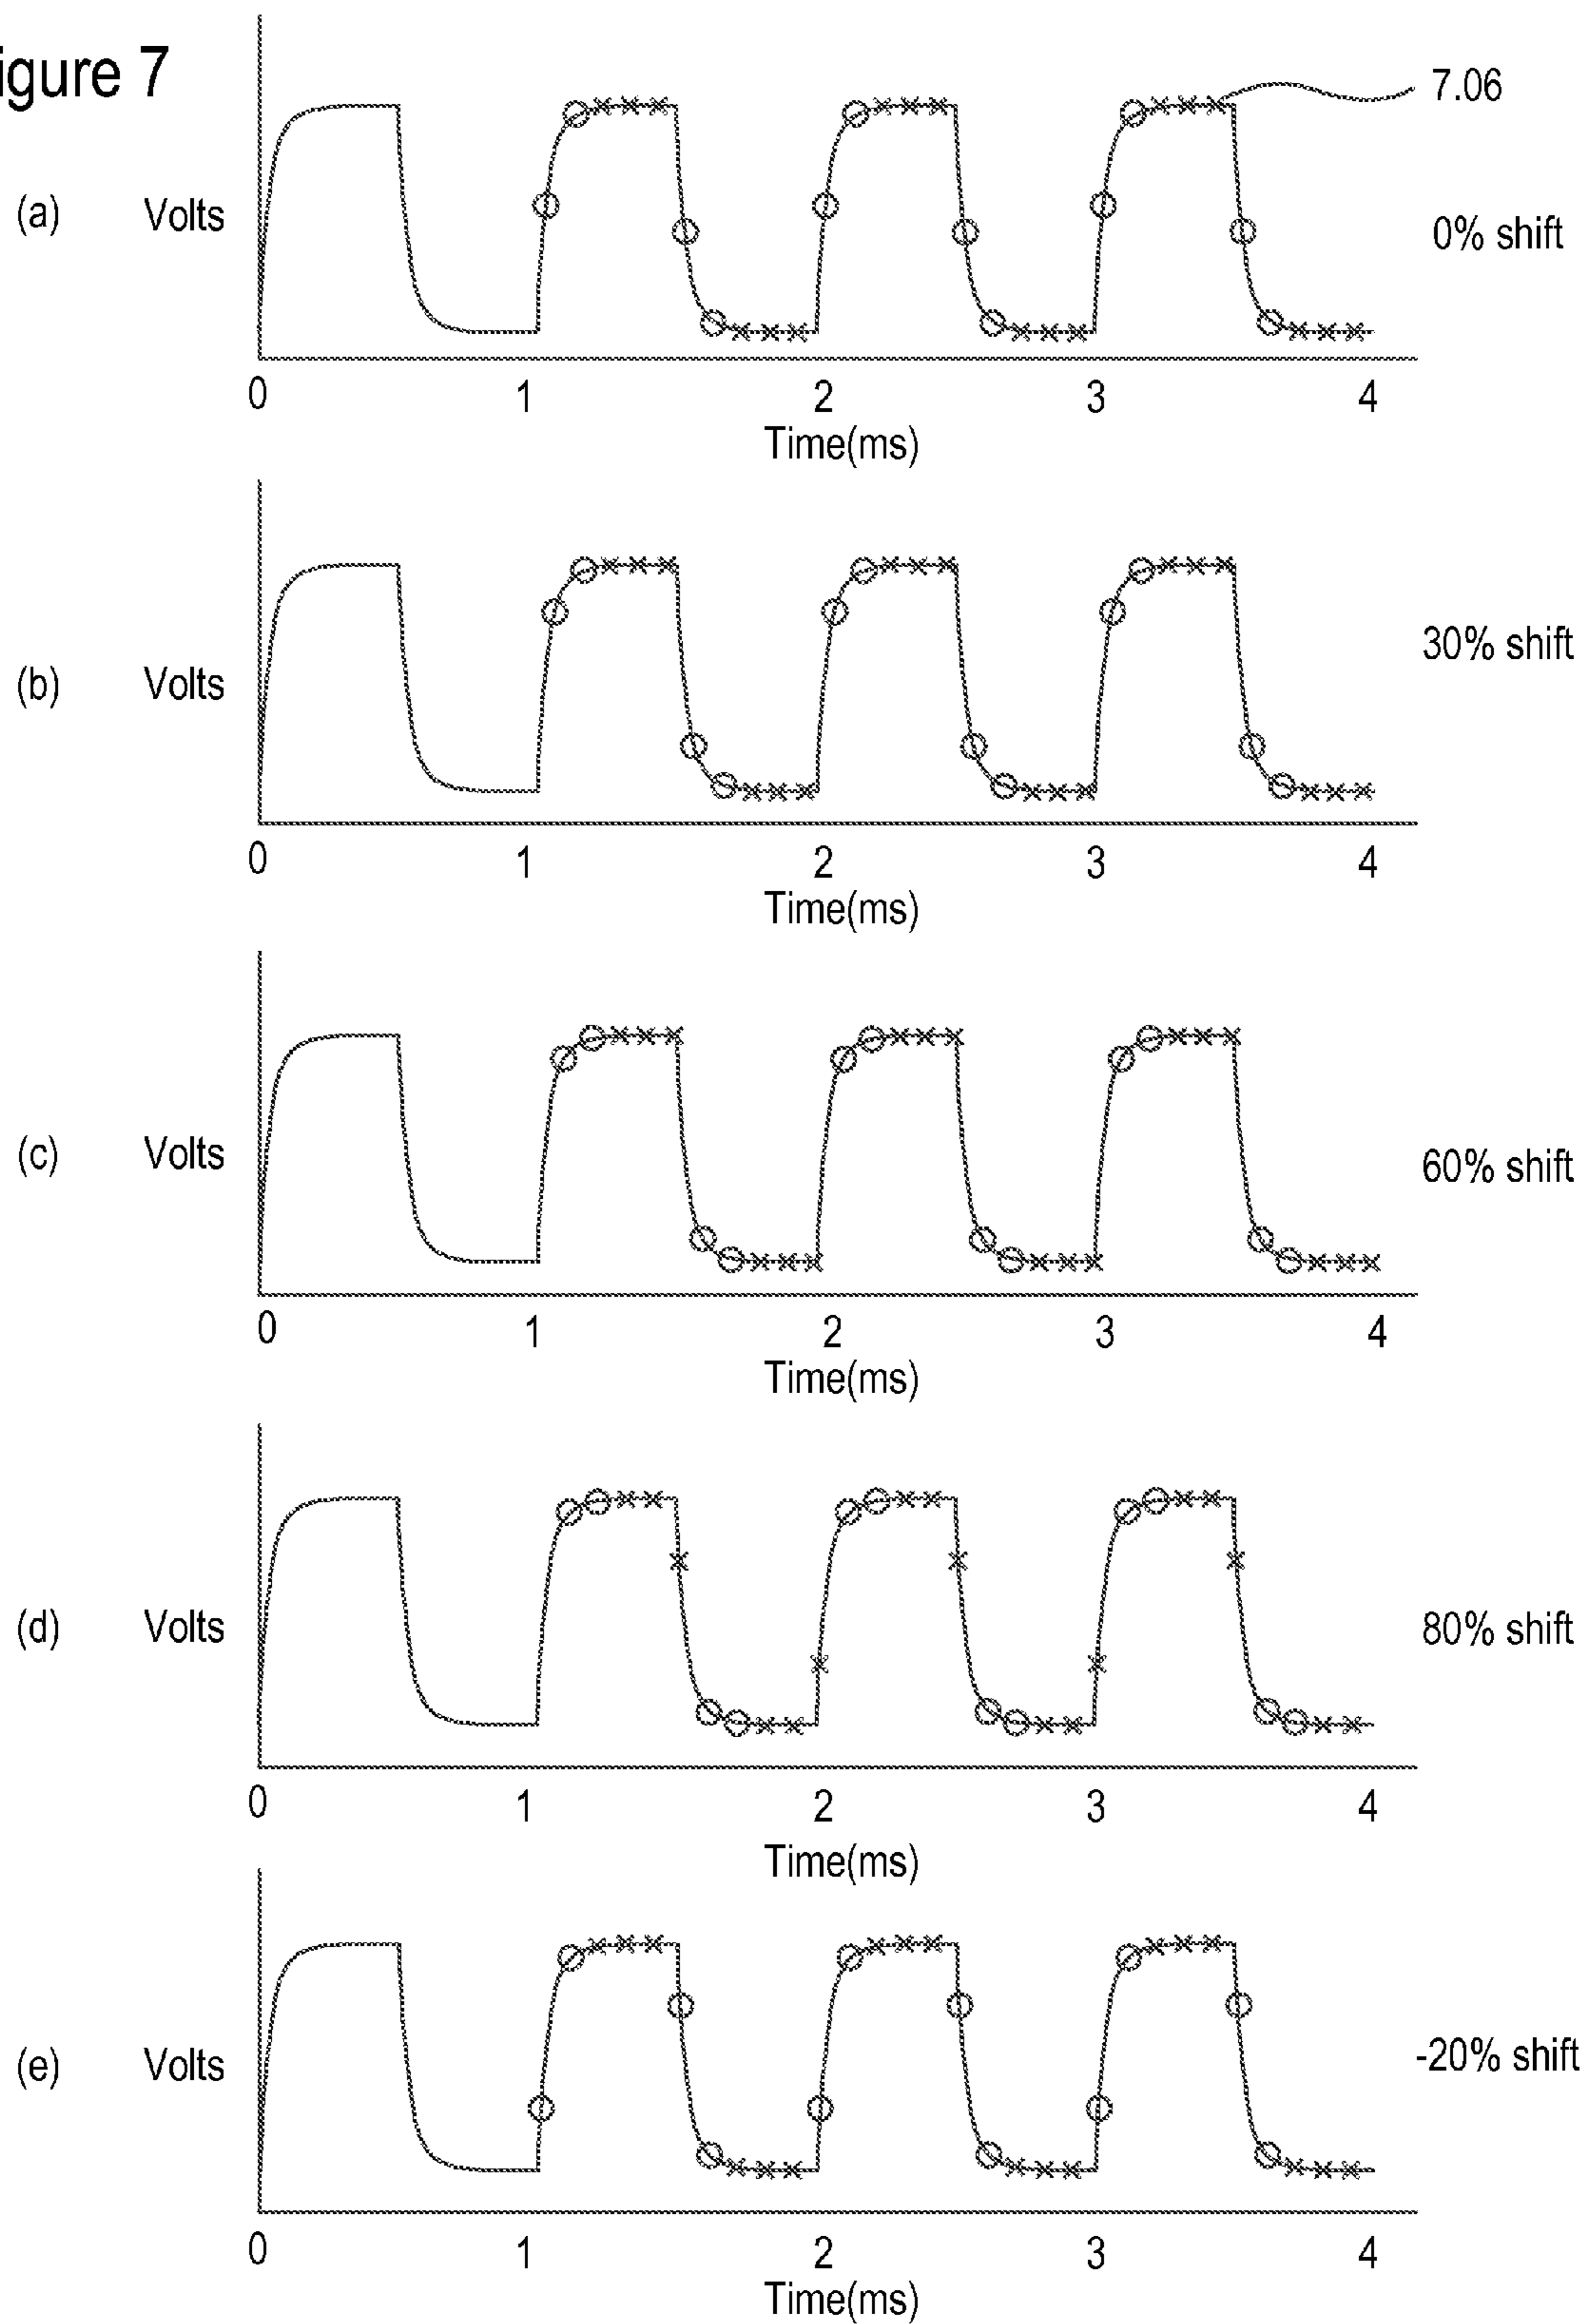 igure 7
7.06
(a) Volts 0% shift
0 1 2 3 4
Time(ms)
(b) Volts 30% shift
0 1 2 3 4
Time(ms)
(c) Volts 60% shift
0 1 2 3 4
Time(ms)
(d) Volts 80% shift
0 1 2 3 4
Time(ms)
(e) Volts -20% shift
0 1 2 3 4
Time(ms)